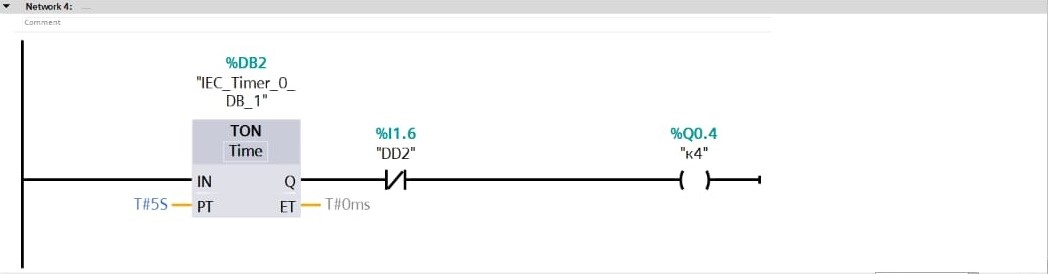 Network 4: ....
Comment
%DB2
"IEC_Timer_0_
DB_1"
TON
Time
IN
Q
T#5S
PT
ET
T#0ms
%I1.6
"DD2"
%Q0.4
"к4"